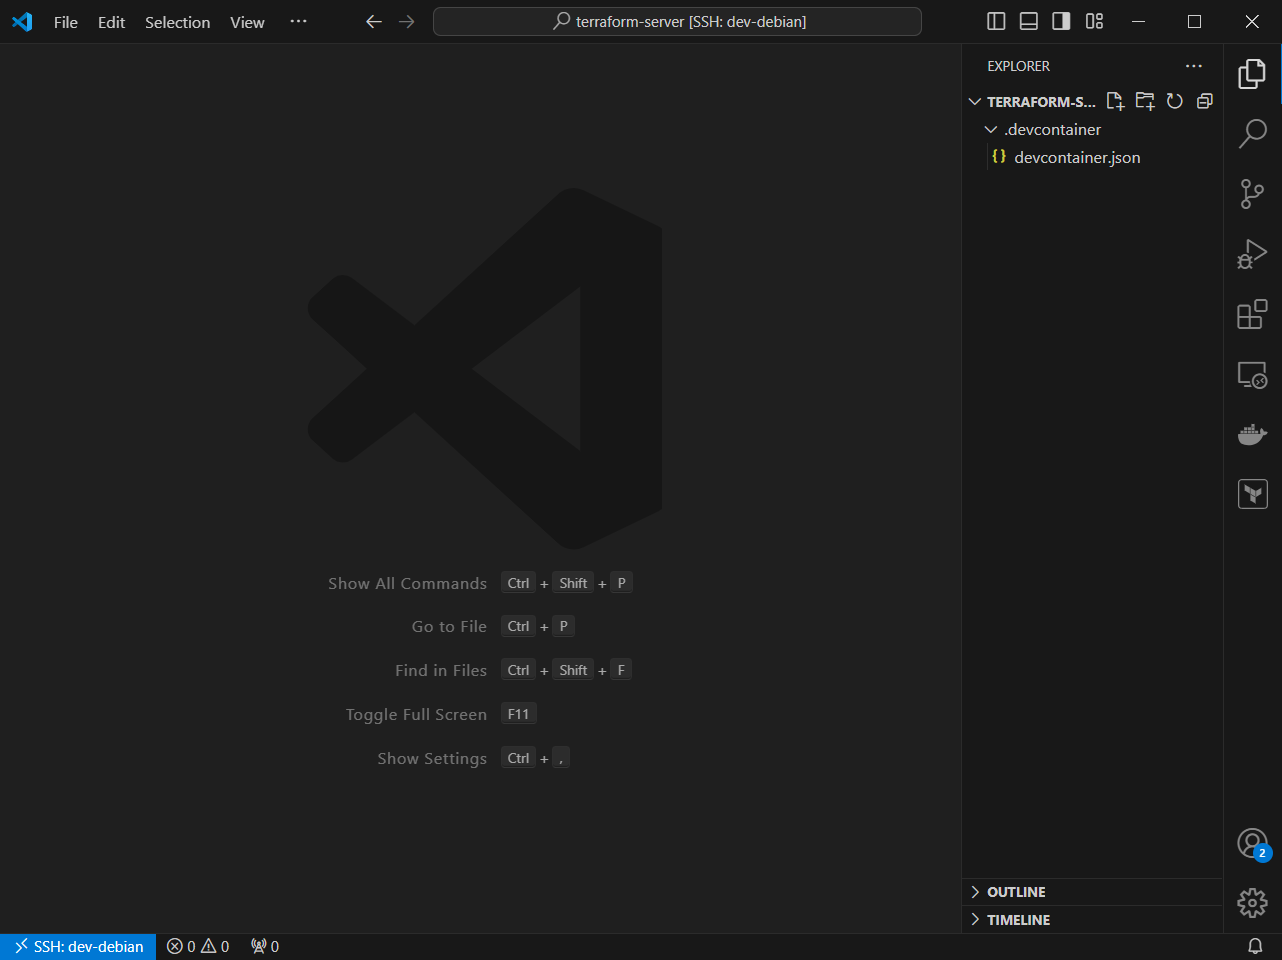 File Edit Selection View ···
terraform-server [SSH: dev-debian]
EXPLORER
TERRAFORM-S...
.devcontainer
{} devcontainer.json
Show All Commands Ctrl + Shift + P
Go to File Ctrl + P
Find in Files Ctrl + Shift + F
Toggle Full Screen F11
Show Settings Ctrl + ,
2
OUTLINE
TIMELINE
SSH: dev-debian 0 0 0